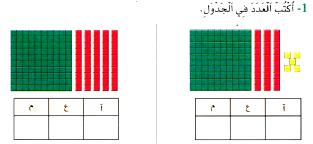 1- أَكْتُبُ الْعَدَدَ فِي الْجَدْوَلِ.
آ ع م
آ ع م